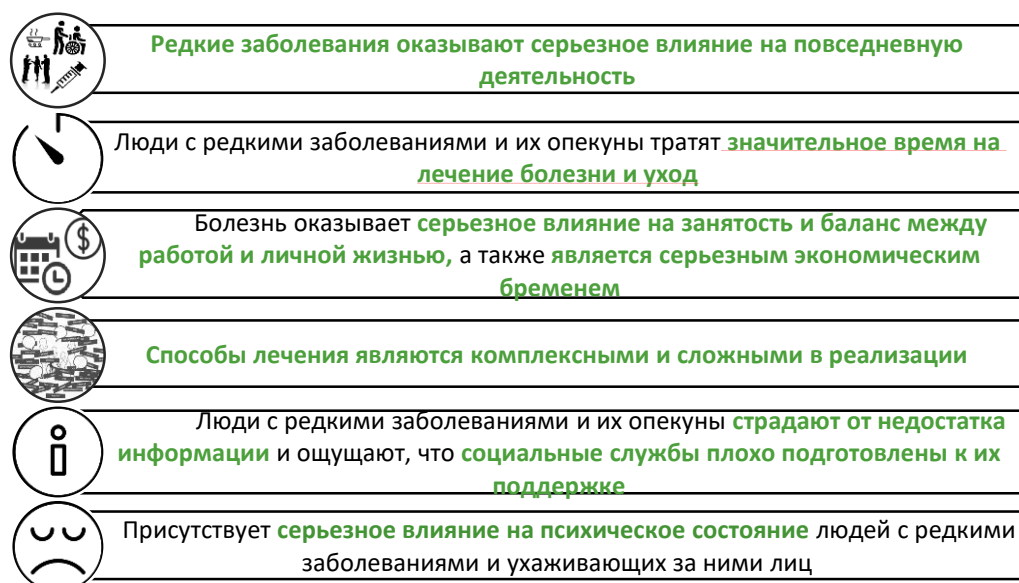 Редкие заболевания оказывают серьезное влияние на повседневную
деятельность
Люди с редкими заболеваниями и их опекуны тратят значительное время на
лечение болезни и уход
Болезнь оказывает серьезное влияние на занятость и баланс между
работой и личной жизнью, а также является серьезным экономическим
бременем
Способы лечения являются комплексными и сложными в реализации
Люди с редкими заболеваниями и их опекуны страдают от недостатка
информации и ощущают, что социальные службы плохо подготовлены к их
поддержке
Присутствует серьезное влияние на психическое состояние людей с редкими
заболеваниями и ухаживающих за ними лиц